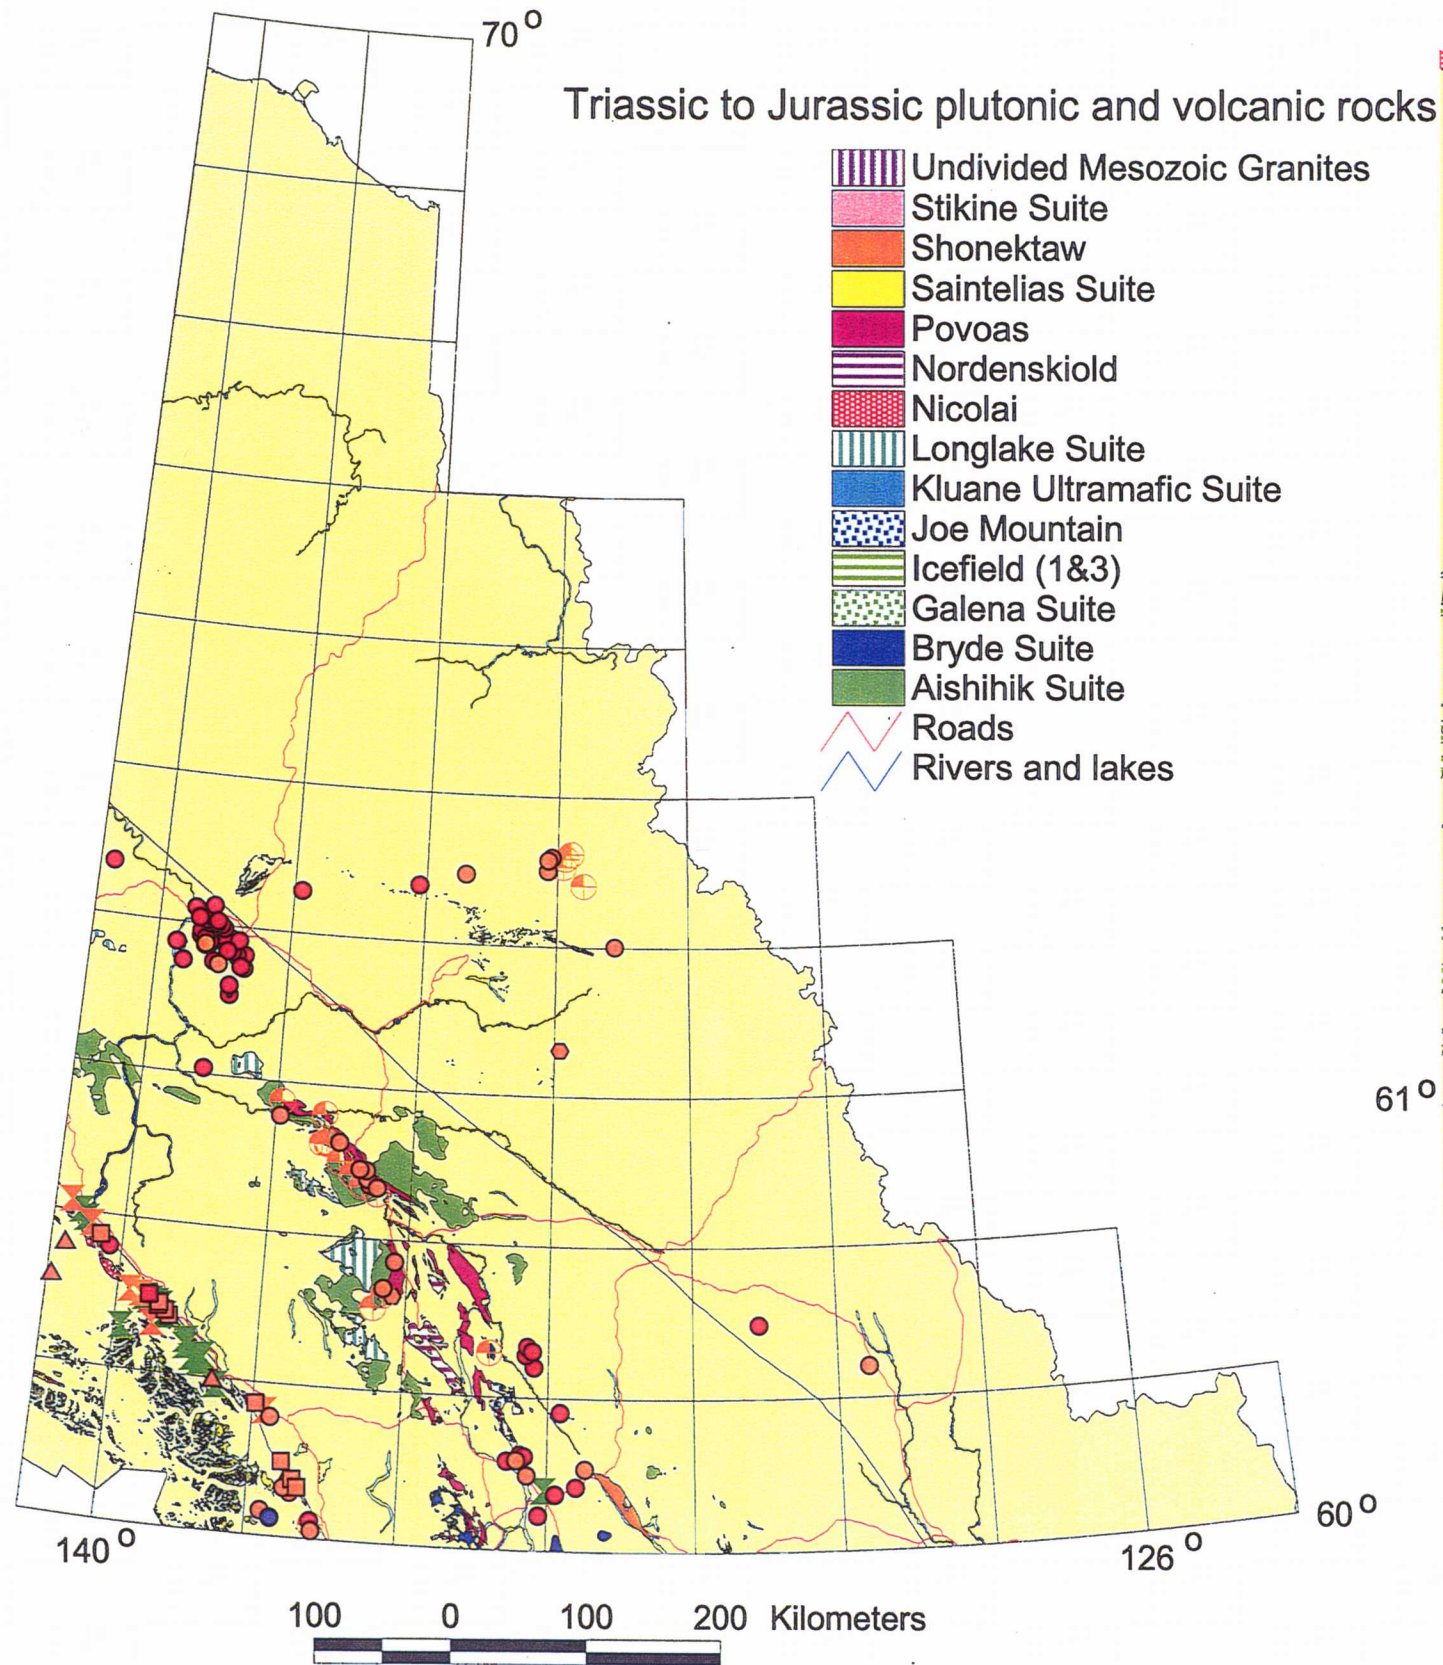 70°
Triassic to Jurassic plutonic and volcanic rocks
Undivided Mesozoic Granites
Stikine Suite
Shonektaw
Saintelias Suite
Povoas
Nordenskiold
Nicolai
Longlake Suite
Kluane Ultramafic Suite
Joe Mountain
Icefield (1&3)
Galena Suite
Bryde Suite
Aishihik Suite
Roads
Rivers and lakes
61°
60°
140°
126°
100 0 100 200 Kilometers